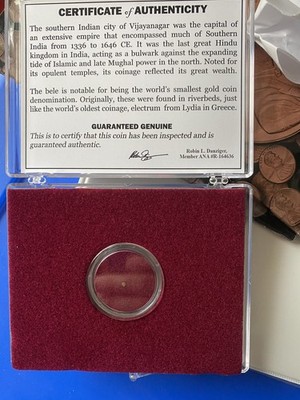 CERTIFICATE of AUTHENTICITY
The southern Indian city of Vijayanagar was the capital of
an extensive empire that encompassed much of Southern
India from 1336 to 1646 CE. It was the last great Hindu
kingdom in India, acting as a bulwark against the expanding
tide of Islamic and late Mughal power in the north. Noted for
its opulent temples, its coinage reflected its great wealth.
The bele is notable for being the world's smallest gold coin
denomination. Originally, these were found in riverbeds, just
like the world's oldest coinage, electrum from Lydia in Greece.
GUARANTEED GENUINE
This is to certify that this coin has been inspected and is
guaranteed authentic.
Robin L. Danziger,
Member ANA #R-164636